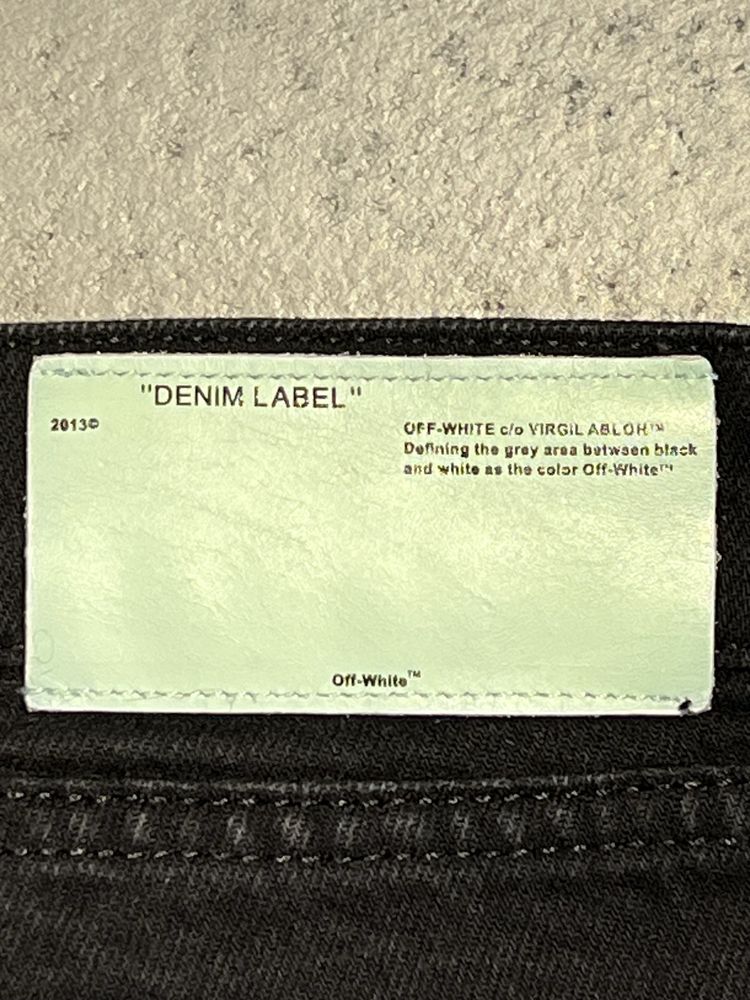 "DENIM LABEL"
2013©
OFF-WHITE c/o VIRGIL ABLOH™
Defining the grey area between black
and white as the color Off-White™
Off-White™